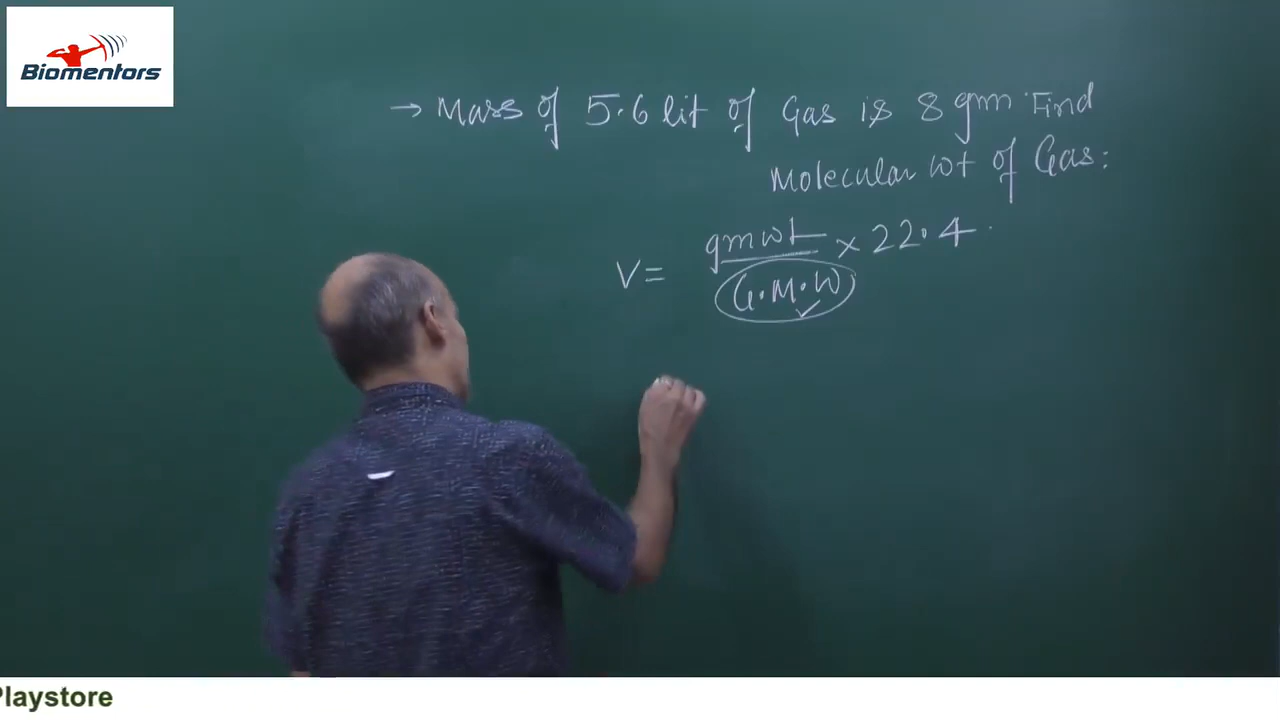 Biomentors
→ Mass of 5.6 lit of Gas is 8 gm. Find
Molecular wt of Gas:
V = gm wt / G.M.W × 22.4
Playstore